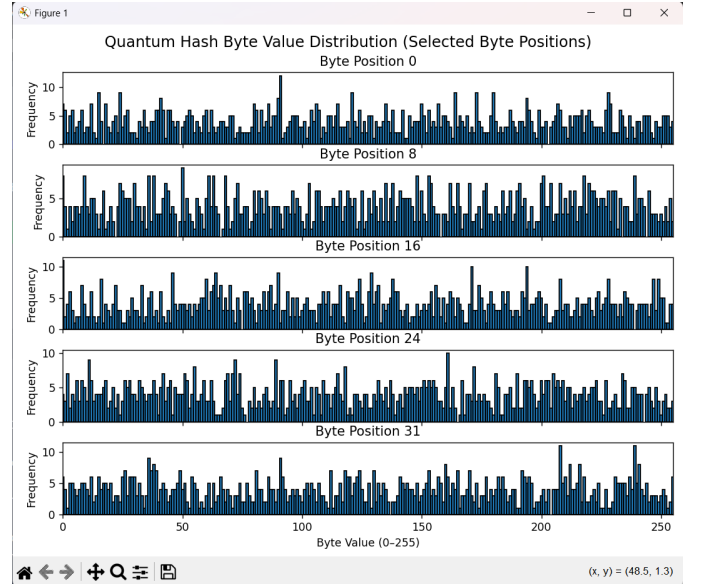 Figure 1
Quantum Hash Byte Value Distribution (Selected Byte Positions)
Byte Position 0
Frequency
10
5
0
Byte Position 8
Frequency
5
0
Byte Position 16
Frequency
10
5
0
Byte Position 24
Frequency
10
5
0
Byte Position 31
Frequency
10
5
0
0 50 100 150 200 250
Byte Value (0–255)
(x, y) = (48.5, 1.3)